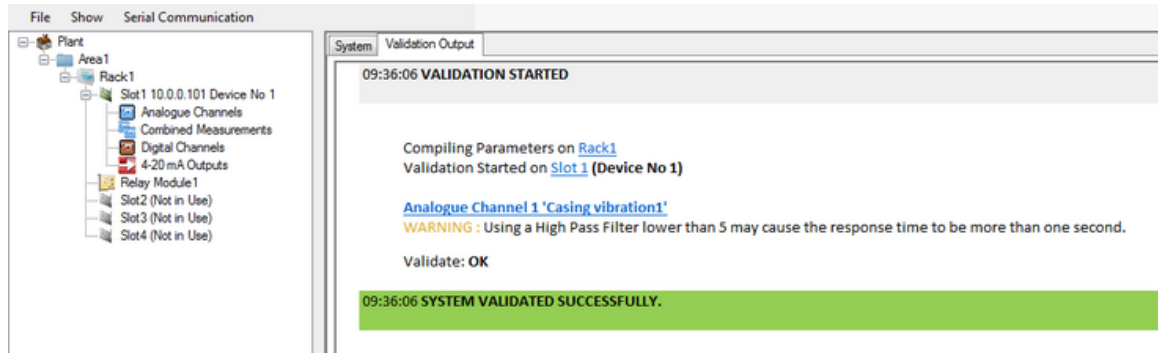 File Show Serial Communication
Plant
Area1
Rack1
Slot1 10.0.0.101 Device No 1
Analogue Channels
Combined Measurements
Digital Channels
4-20 mA Outputs
Relay Module1
Slot2 (Not in Use)
Slot3 (Not in Use)
Slot4 (Not in Use)
System Validation Output
09:36:06 VALIDATION STARTED
Compiling Parameters on Rack1
Validation Started on Slot 1 (Device No 1)
Analogue Channel 1 'Casing vibration1'
WARNING : Using a High Pass Filter lower than 5 may cause the response time to be more than one second.
Validate: OK
09:36:06 SYSTEM VALIDATED SUCCESSFULLY.